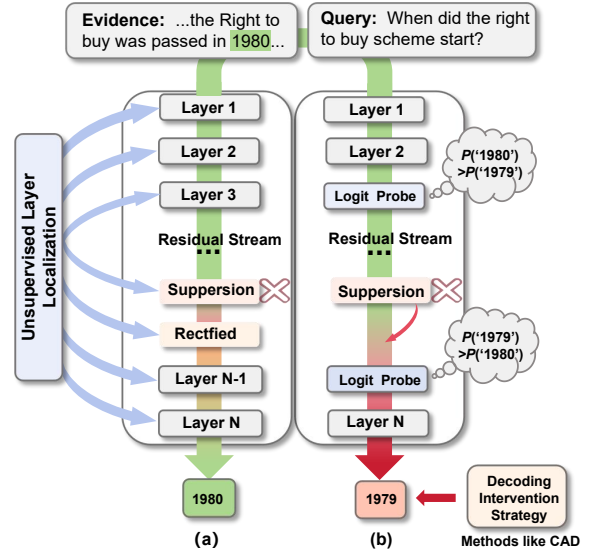 Evidence: ...the Right to
buy was passed in 1980...
Query: When did the right
to buy scheme start?
Unsupervised Layer
Localization
Layer 1
Layer 2
Layer 3
Residual Stream
...
Suppersion
Rectfied
Layer N-1
Layer N
1980
(a)
Layer 1
Layer 2
Logit Probe
P('1980')
>P('1979')
Residual Stream
...
Suppersion
P('1979')
>P('1980')
Logit Probe
Layer N
1979
(b)
Decoding
Intervention
Strategy
Methods like CAD